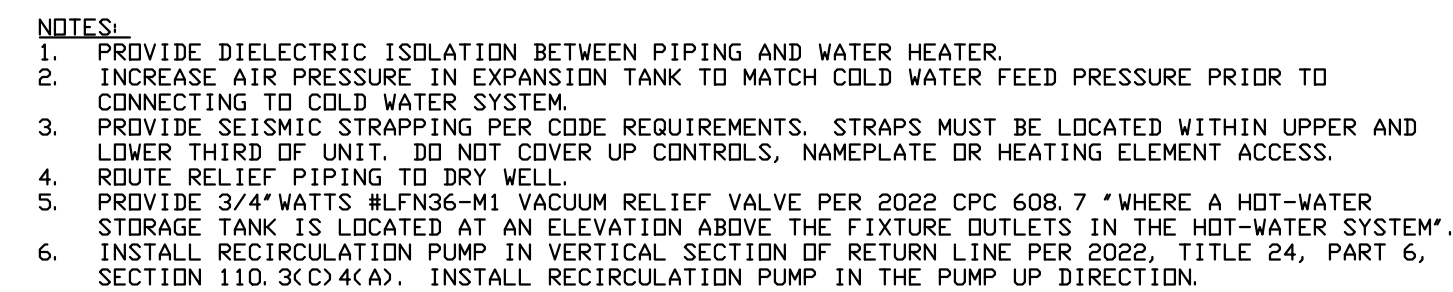 NOTES:
1. PROVIDE DIELECTRIC ISOLATION BETWEEN PIPING AND WATER HEATER.
2. INCREASE AIR PRESSURE IN EXPANSION TANK TO MATCH COLD WATER FEED PRESSURE PRIOR TO
CONNECTING TO COLD WATER SYSTEM.
3. PROVIDE SEISMIC STRAPPING PER CODE REQUIREMENTS. STRAPS MUST BE LOCATED WITHIN UPPER AND
LOWER THIRD OF UNIT. DO NOT COVER UP CONTROLS, NAMEPLATE OR HEATING ELEMENT ACCESS.
4. ROUTE RELIEF PIPING TO DRY WELL.
5. PROVIDE 3/4" WATTS #LFN36-M1 VACUUM RELIEF VALVE PER 2022 CPC 608.7 "WHERE A HOT-WATER
STORAGE TANK IS LOCATED AT AN ELEVATION ABOVE THE FIXTURE OUTLETS IN THE HOT-WATER SYSTEM".
6. INSTALL RECIRCULATION PUMP IN VERTICAL SECTION OF RETURN LINE PER 2022, TITLE 24, PART 6,
SECTION 110.3(C)4(A). INSTALL RECIRCULATION PUMP IN THE PUMP UP DIRECTION.